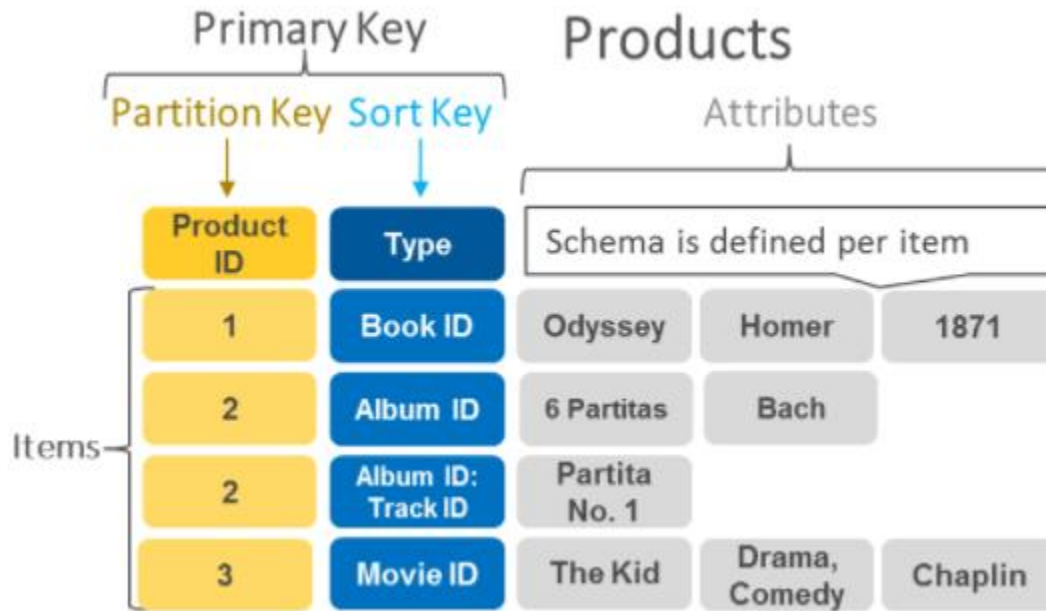 Primary Key
Products
Partition Key
Sort Key
Attributes
Product
ID
Type
Schema is defined per item
Items
1
Book ID
Odyssey
Homer
1871
2
Album ID
6 Partitas
Bach
2
Album ID:
Track ID
Partita
No. 1
3
Movie ID
The Kid
Drama,
Comedy
Chaplin